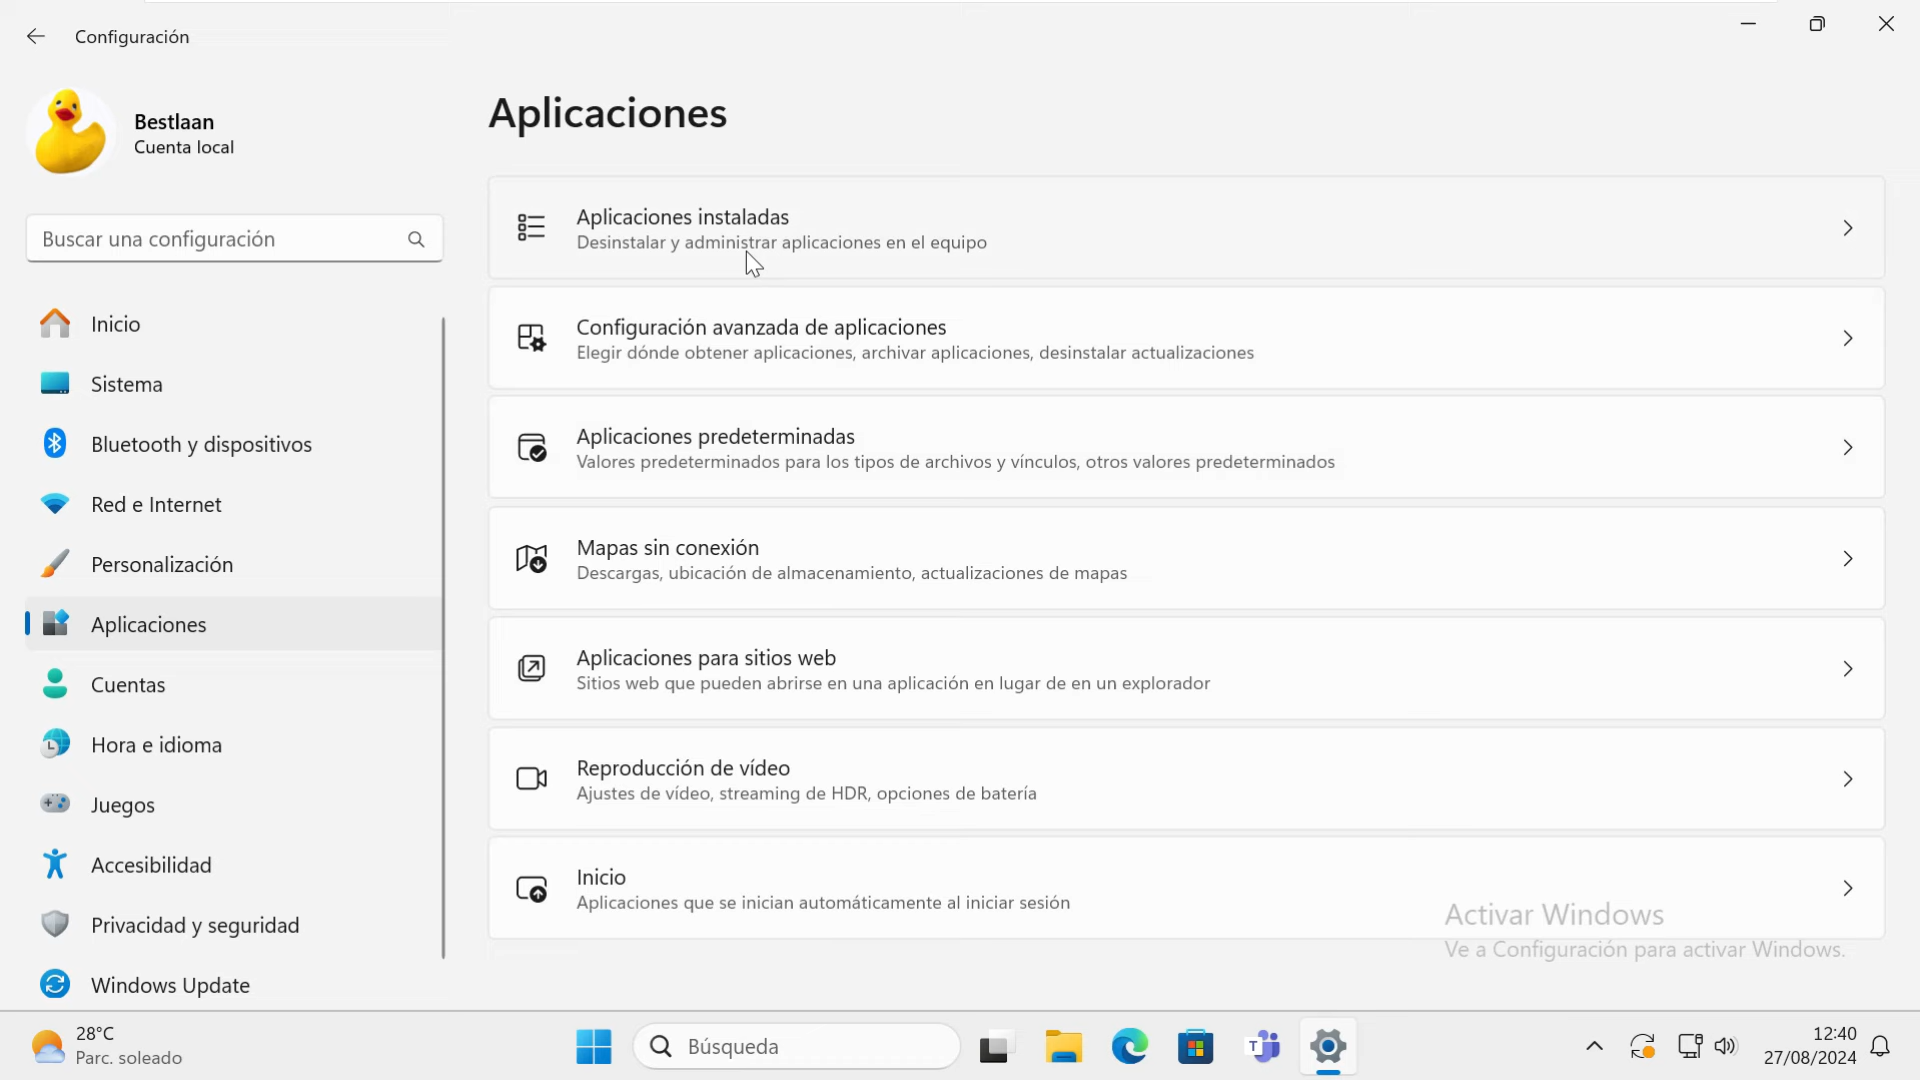 Configuración
Bestlaan
Cuenta local
Buscar una configuración
Inicio
Sistema
Bluetooth y dispositivos
Red e Internet
Personalización
Aplicaciones
Cuentas
Hora e idioma
Juegos
Accesibilidad
Privacidad y seguridad
Windows Update
Aplicaciones
Aplicaciones instaladas
Desinstalar y administrar aplicaciones en el equipo
Configuración avanzada de aplicaciones
Elegir dónde obtener aplicaciones, archivar aplicaciones, desinstalar actualizaciones
Aplicaciones predeterminadas
Valores predeterminados para los tipos de archivos y vínculos, otros valores predeterminados
Mapas sin conexión
Descargas, ubicación de almacenamiento, actualizaciones de mapas
Aplicaciones para sitios web
Sitios web que pueden abrirse en una aplicación en lugar de en un explorador
Reproducción de vídeo
Ajustes de vídeo, streaming de HDR, opciones de batería
Inicio
Aplicaciones que se inician automáticamente al iniciar sesión
Activar Windows
Ve a Configuración para activar Windows.
28°C
Parc. soleado
Búsqueda
12:40
27/08/2024